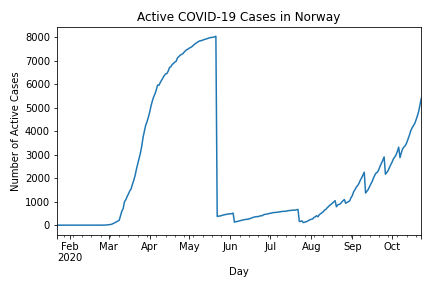 Active COVID-19 Cases in Norway
Number of Active Cases
8000
7000
6000
5000
4000
3000
2000
1000
0
Feb Mar Apr May Jun Jul Aug Sep Oct
2020
Day